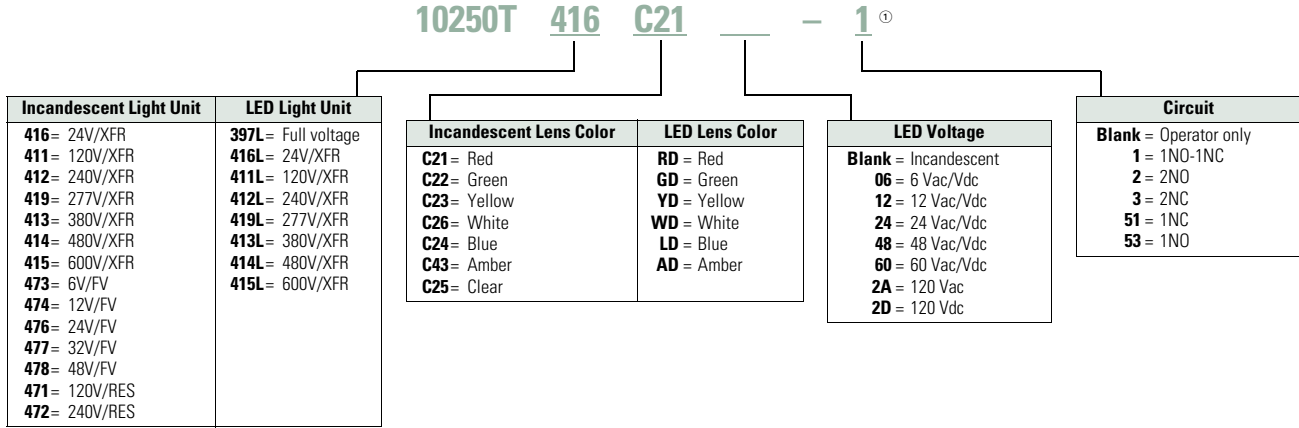 10250T 416 C21 ___ – 1 ①
Incandescent Light Unit
416 = 24V/XFR
411 = 120V/XFR
412 = 240V/XFR
419 = 277V/XFR
413 = 380V/XFR
414 = 480V/XFR
415 = 600V/XFR
473 = 6V/FV
474 = 12V/FV
476 = 24V/FV
477 = 32V/FV
478 = 48V/FV
471 = 120V/RES
472 = 240V/RES
LED Light Unit
397L = Full voltage
416L = 24V/XFR
411L = 120V/XFR
412L = 240V/XFR
419L = 277V/XFR
413L = 380V/XFR
414L = 480V/XFR
415L = 600V/XFR
Incandescent Lens Color
C21 = Red
C22 = Green
C23 = Yellow
C26 = White
C24 = Blue
C43 = Amber
C25 = Clear
LED Lens Color
RD = Red
GD = Green
YD = Yellow
WD = White
LD = Blue
AD = Amber
LED Voltage
Blank = Incandescent
06 = 6 Vac/Vdc
12 = 12 Vac/Vdc
24 = 24 Vac/Vdc
48 = 48 Vac/Vdc
60 = 60 Vac/Vdc
2A = 120 Vac
2D = 120 Vdc
Circuit
Blank = Operator only
1 = 1NO-1NC
2 = 2NO
3 = 2NC
51 = 1NC
53 = 1NO